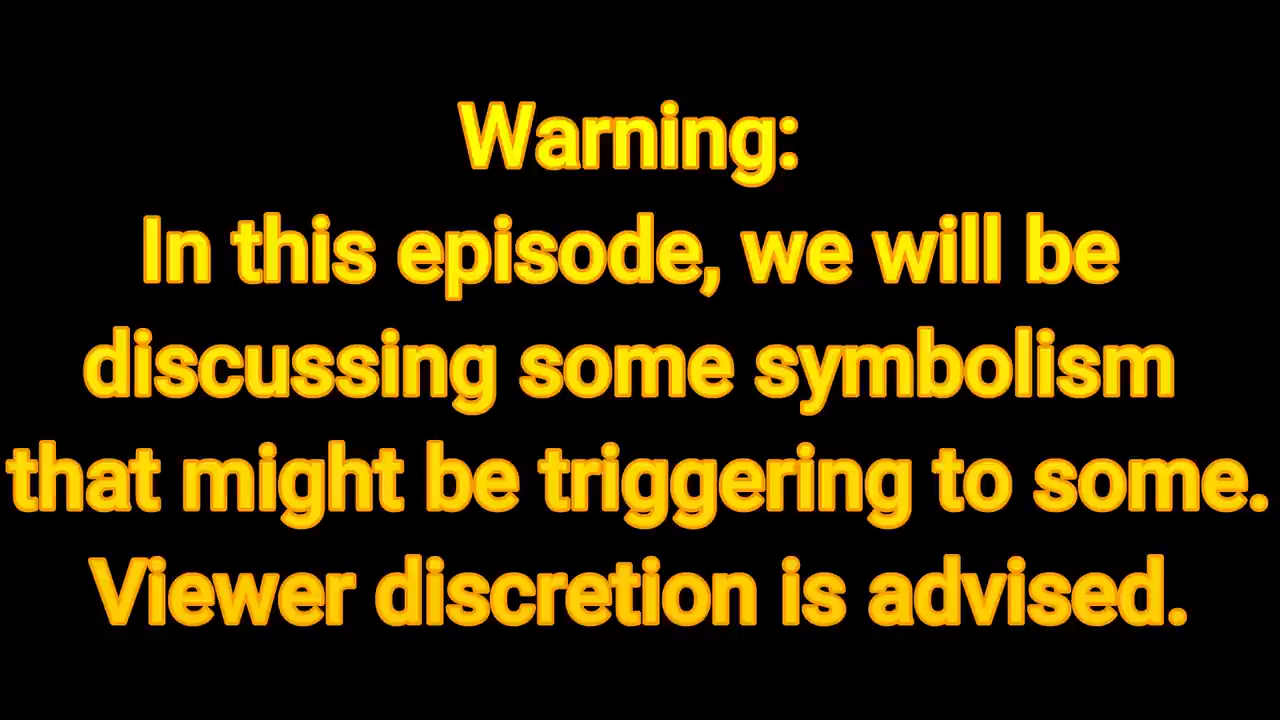 Warning:
In this episode, we will be
discussing some symbolism
that might be triggering to some.
Viewer discretion is advised.